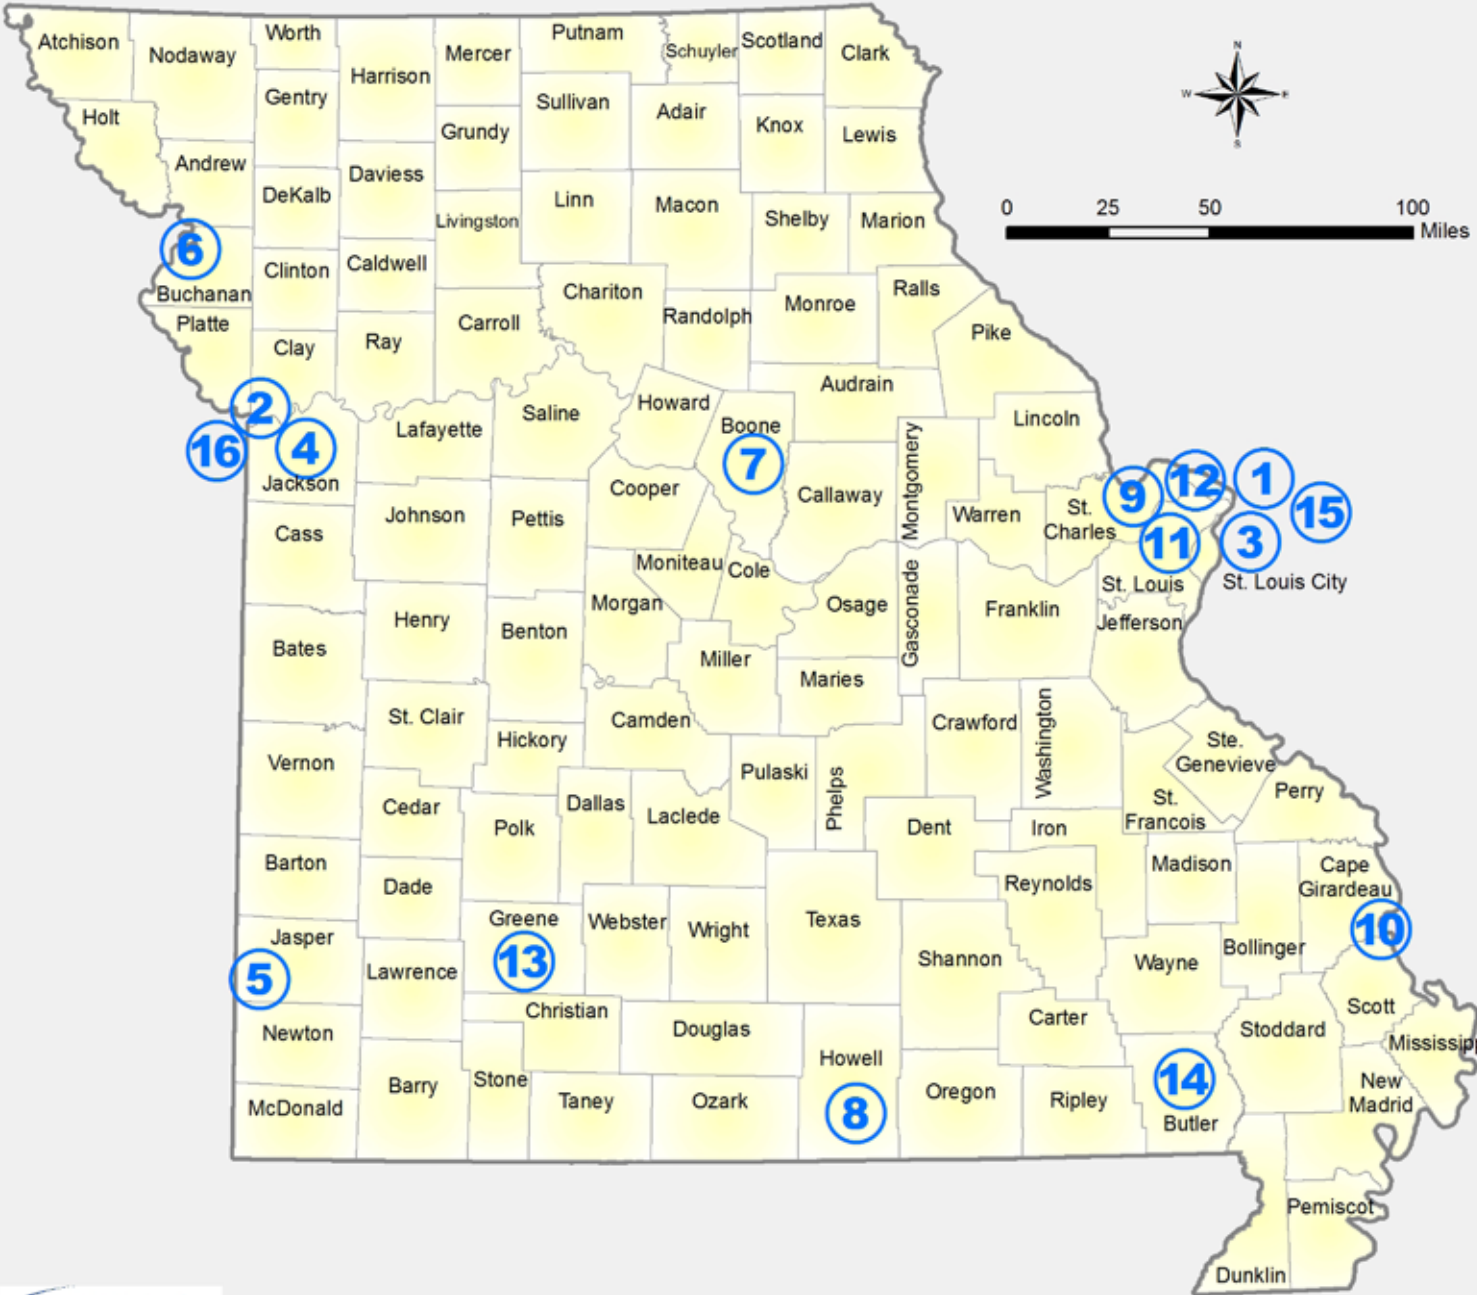 Atchison
Nodaway
Worth
Harrison
Mercer
Putnam
Schuyler
Scotland
Clark
N
W
E
S
Holt
Gentry
Grundy
Sullivan
Adair
Knox
Lewis
Andrew
DeKalb
Daviess
Livingston
Linn
Macon
Shelby
Marion
0 25 50 100
Miles
6
Buchanan
Clinton
Caldwell
Chariton
Randolph
Monroe
Ralls
Pike
Platte
Clay
Ray
Carroll
Audrain
2
16
4
Jackson
Lafayette
Saline
Howard
Boone
7
Lincoln
Montgomery
Cooper
Callaway
Warren
St.
Charles
9
12
1
15
11
3
St. Louis
St. Louis City
Cass
Johnson
Pettis
Moniteau
Cole
Morgan
Osage
Gasconade
Franklin
Jefferson
Bates
Henry
Benton
Miller
Maries
St. Clair
Camden
Crawford
Washington
Hickory
Ste.
Genevieve
Vernon
Pulaski
Phelps
Cedar
Dallas
Laclede
Polk
Dent
Iron
St.
Francois
Perry
Barton
Dade
Reynolds
Madison
Cape
Girardeau
10
Greene
13
Webster
Wright
Texas
Jasper
5
Lawrence
Shannon
Wayne
Bollinger
Newton
Christian
Douglas
Howell
8
Carter
Stoddard
Scott
Mississipp
McDonald
Barry
Stone
Taney
Ozark
Oregon
Ripley
14
Butler
New
Madrid
Pemiscot
Dunklin